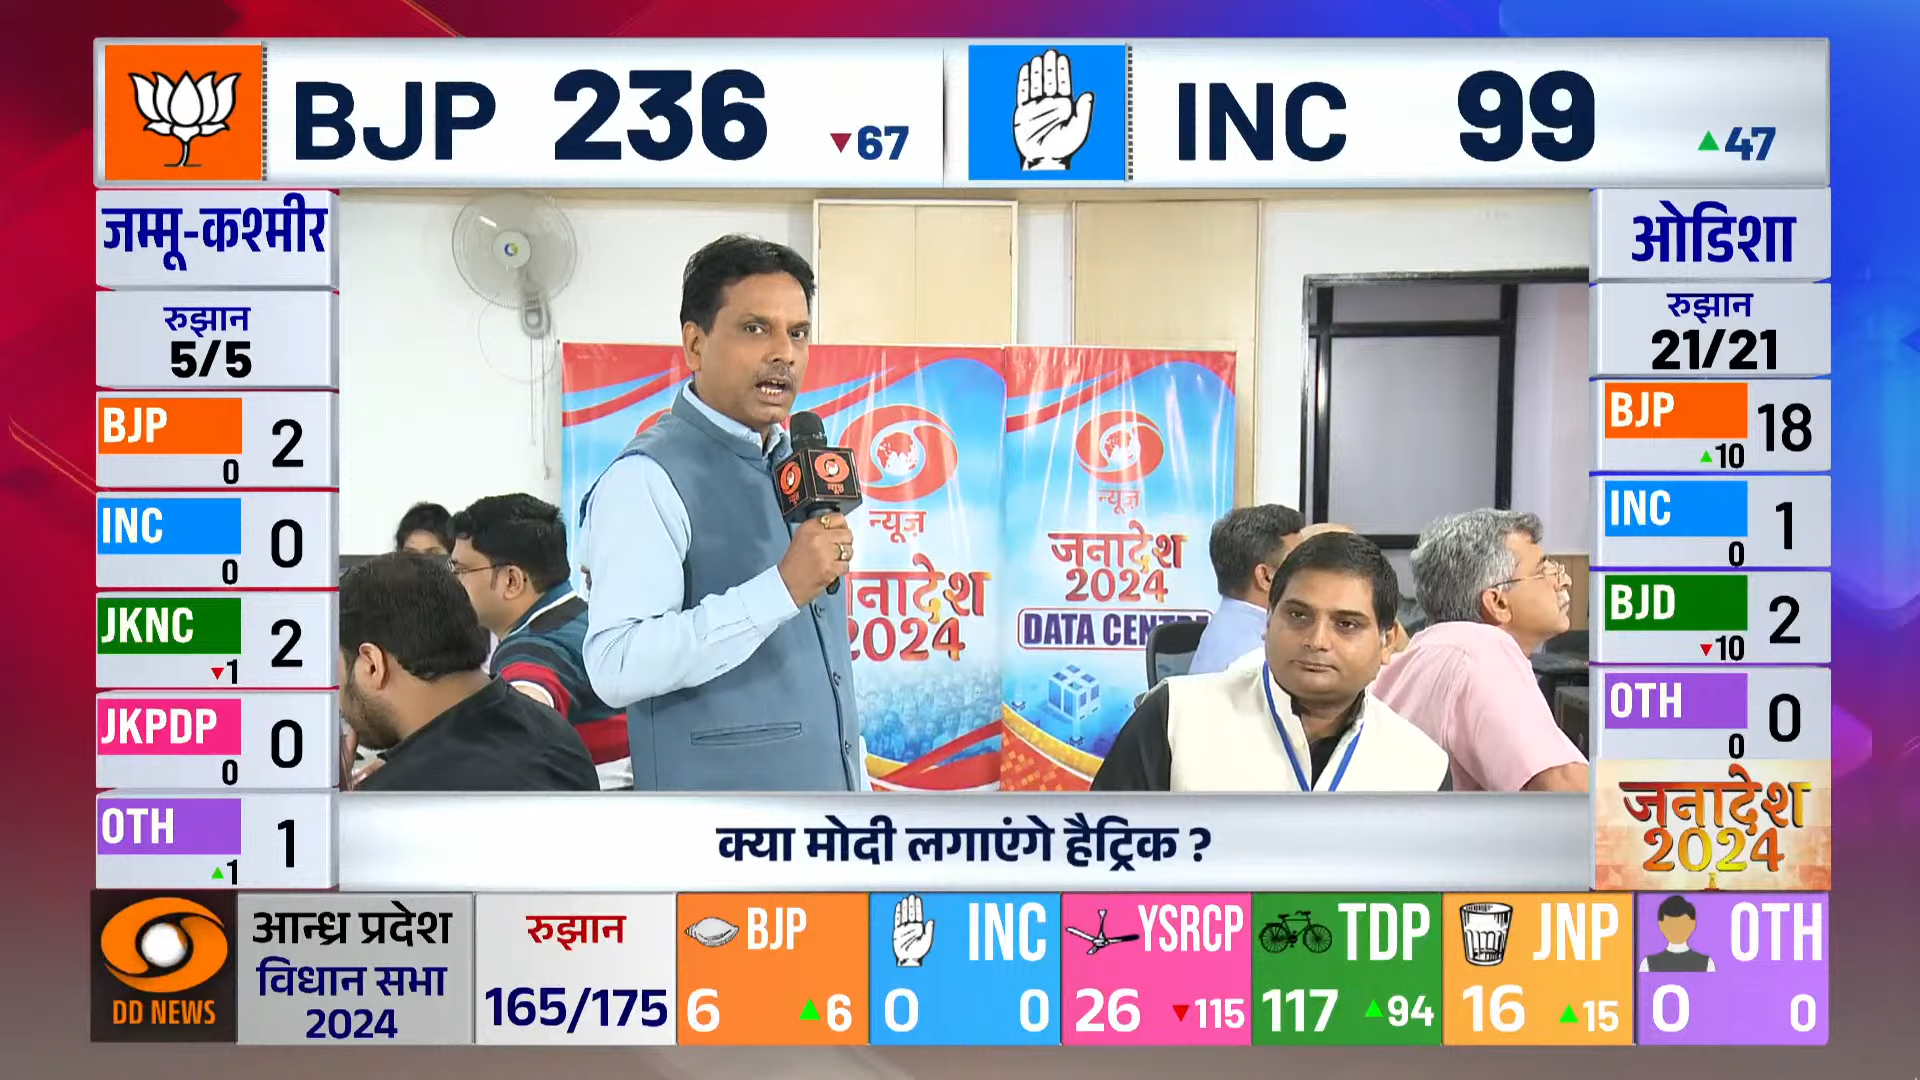 BJP 236 ▼67
INC 99 ▲47
जम्मू-कश्मीर
रुझान
5/5
BJP 2
0
INC 0
0
JKNC 2
▼1
JKPDP 0
0
OTH 1
▲1
न्यूज़
न्यूज़
जनादेश
2024
न्यूज़
जनादेश
2024
DATA CENTR
ओडिशा
रुझान
21/21
BJP 18
▲10
INC 1
0
BJD 2
▼10
OTH 0
0
जनादेश
2024
क्या मोदी लगाएंगे हैट्रिक ?
DD NEWS
आन्ध्र प्रदेश
विधान सभा
2024
रुझान
165/175
BJP
6 ▲6
INC
0 0
YSRCP
26 ▼115
TDP
117 ▲94
JNP
16 ▲15
OTH
0 0